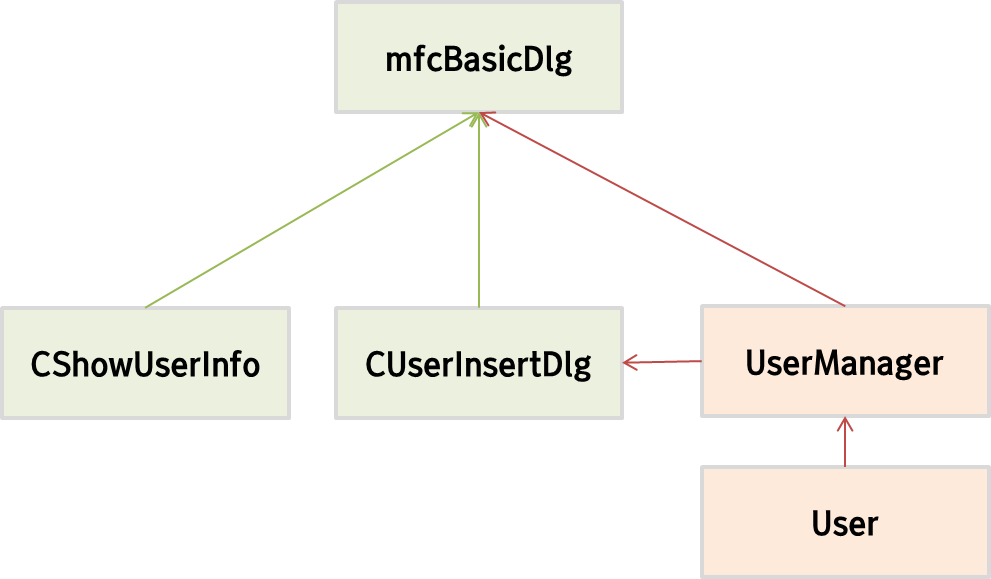 mfcBasicDlg
CShowUserInfo
CUserInsertDlg
UserManager
User